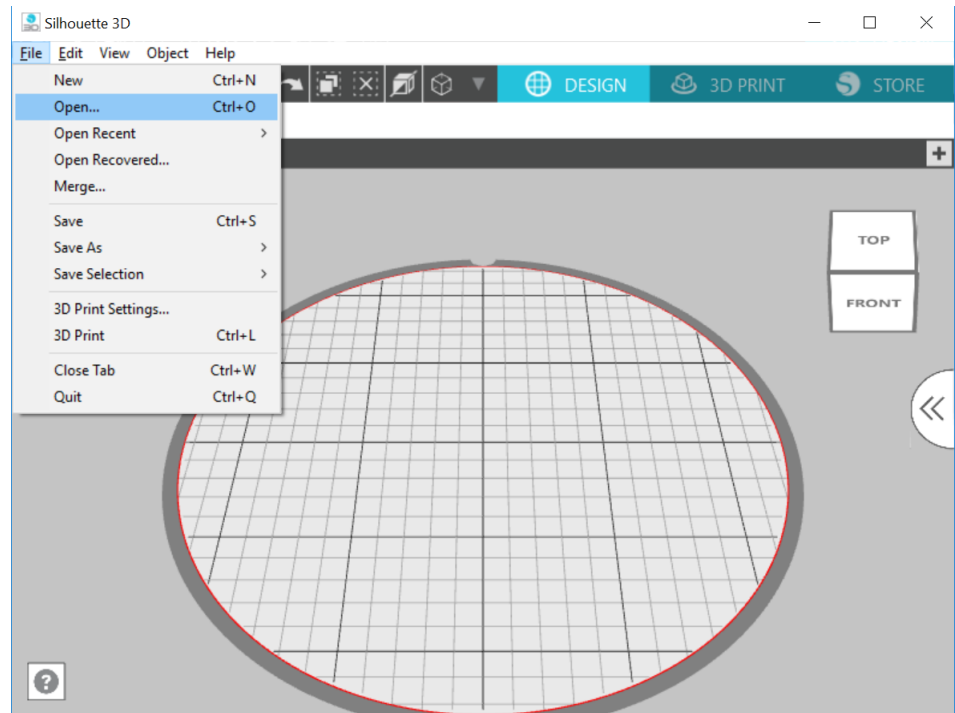 Silhouette 3D
File Edit View Object Help
New Ctrl+N
Open... Ctrl+O
Open Recent
Open Recovered...
Merge...
Save Ctrl+S
Save As
Save Selection
3D Print Settings...
3D Print Ctrl+L
Close Tab Ctrl+W
Quit Ctrl+Q
DESIGN 3D PRINT STORE
TOP
FRONT
?